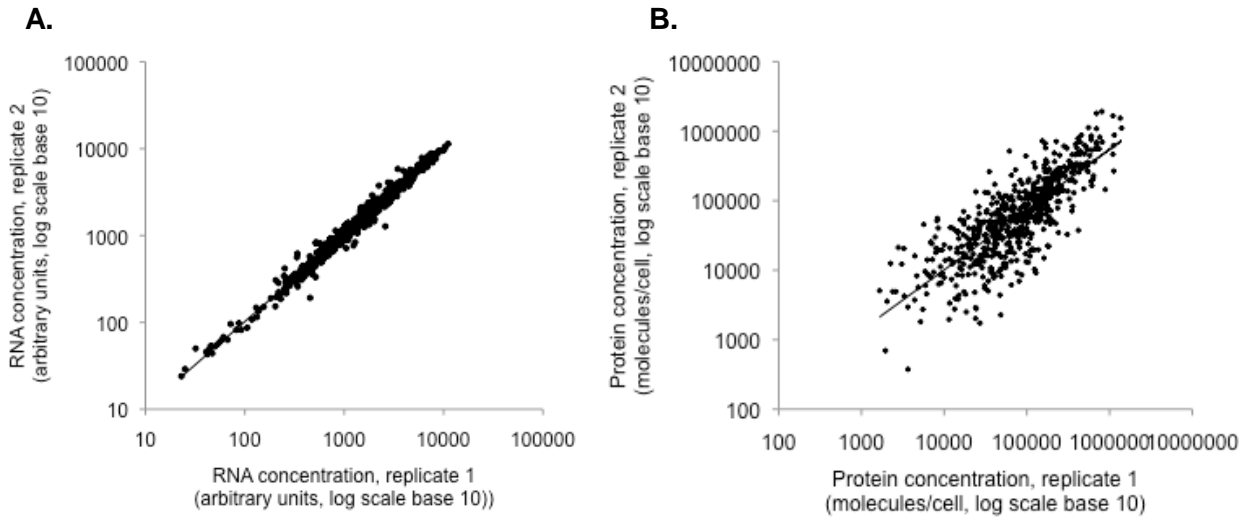 A.
RNA concentration, replicate 2
(arbitrary units, log scale base 10)
100000
10000
1000
100
10
10 100 1000 10000 100000
RNA concentration, replicate 1
(arbitrary units, log scale base 10))
B.
Protein concentration, replicate 2
(molecules/cell, log scale base 10)
10000000
1000000
100000
10000
1000
100
100 1000 10000 100000 1000000 10000000
Protein concentration, replicate 1
(molecules/cell, log scale base 10)